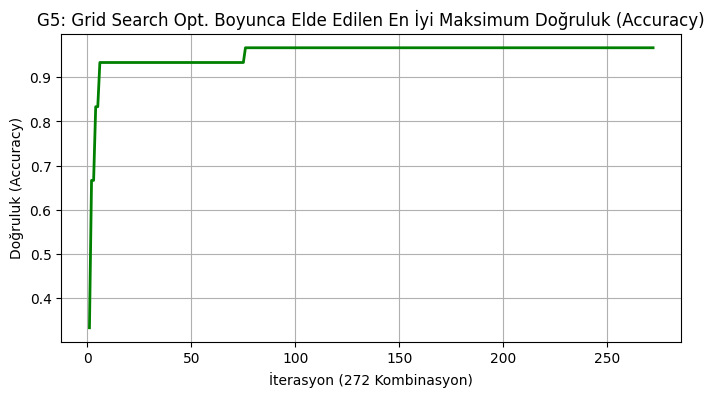 G5: Grid Search Opt. Boyunca Elde Edilen En İyi Maksimum Doğruluk (Accuracy)
Doğruluk (Accuracy)
0.9
0.8
0.7
0.6
0.5
0.4
0 50 100 150 200 250
İterasyon (272 Kombinasyon)